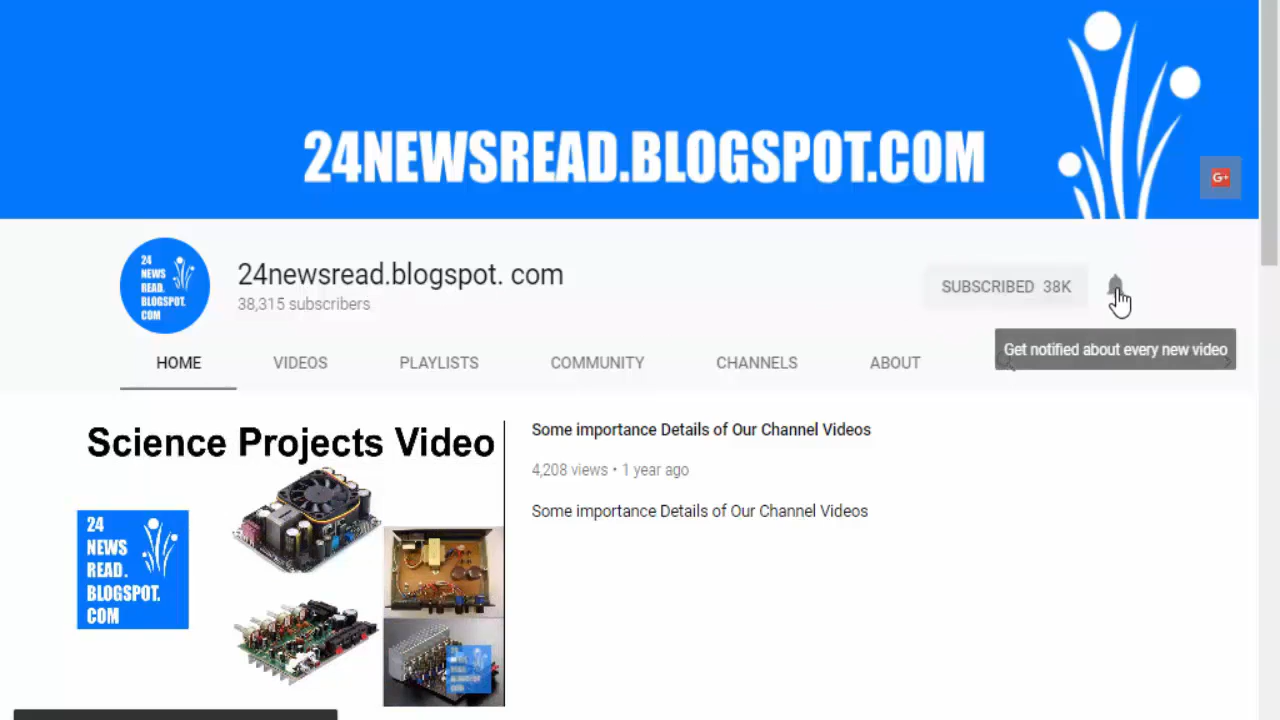 24NEWSREAD.BLOGSPOT.COM
G+
24
NEWS
READ.
BLOGSPOT.
COM
24newsread.blogspot. com
38,315 subscribers
SUBSCRIBED 38K
Get notified about every new video
HOME VIDEOS PLAYLISTS COMMUNITY CHANNELS ABOUT
Science Projects Video
24
NEWS
READ.
BLOGSPOT.
COM
Some importance Details of Our Channel Videos
4,208 views • 1 year ago
Some importance Details of Our Channel Videos